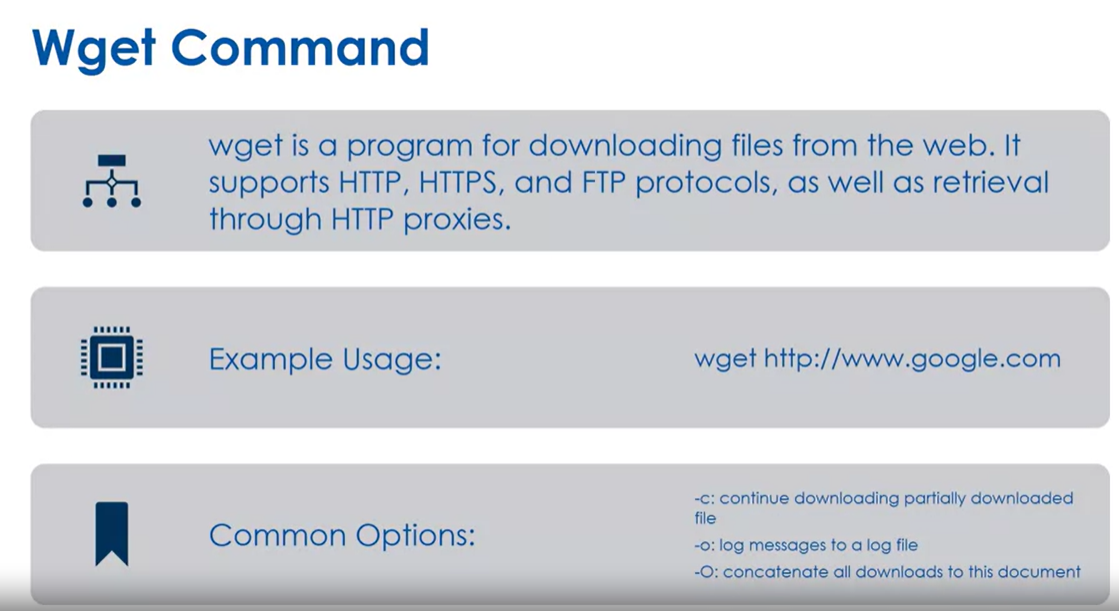 Wget Command
wget is a program for downloading files from the web. It
supports HTTP, HTTPS, and FTP protocols, as well as retrieval
through HTTP proxies.
Example Usage:
wget http://www.google.com
Common Options:
-c: continue downloading partially downloaded
file
-o: log messages to a log file
-O: concatenate all downloads to this document